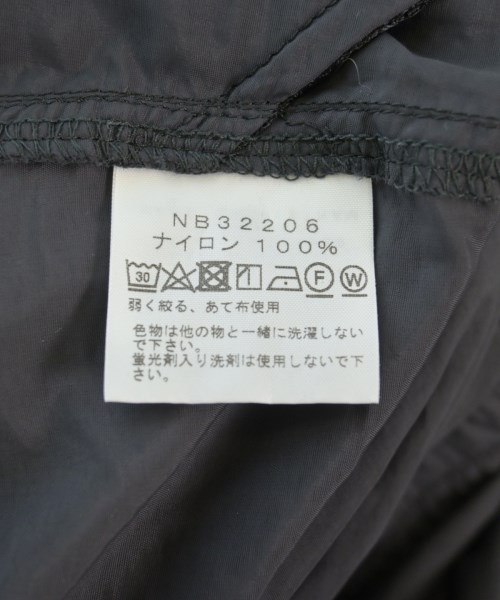 NB32206
ナイロン 100%
30 F W
弱く絞る、あて布使用
色物は他の物と一緒に洗濯しない
で下さい。
蛍光剤入り洗剤は使用しないで下
さい。